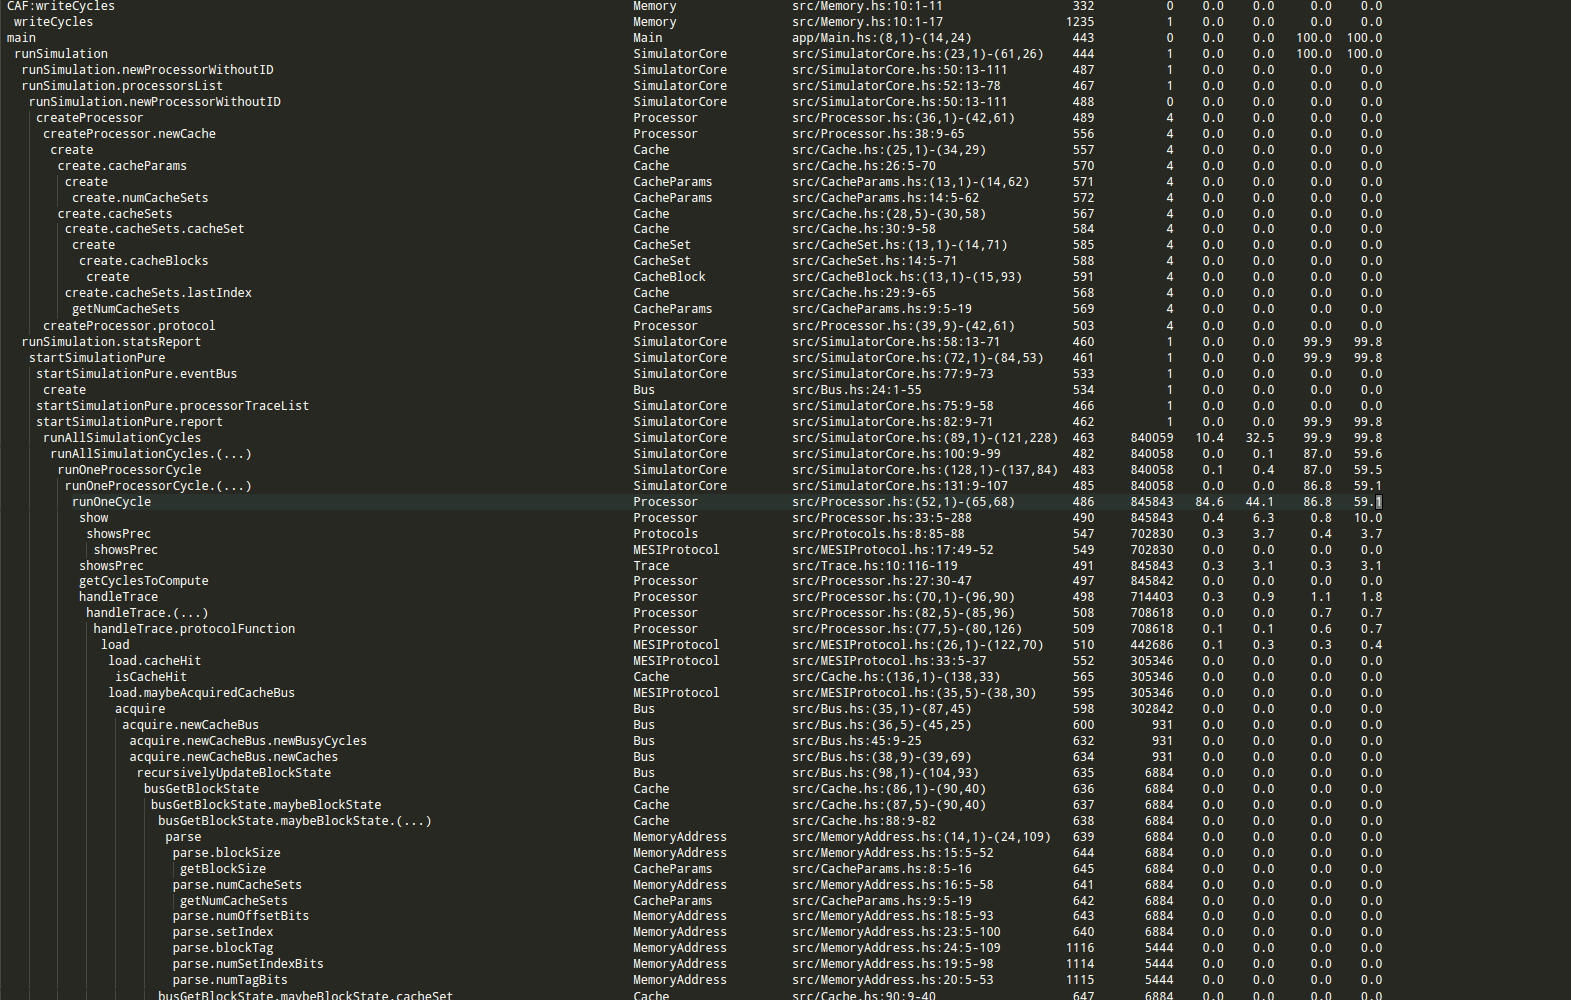 CAF:writeCycles Memory src/Memory.hs:10:1-11 332 0 0.0 0.0 0.0 0.0
writeCycles Memory src/Memory.hs:10:1-17 1235 1 0.0 0.0 0.0 0.0
main Main app/Main.hs:(8,1)-(14,24) 443 0 0.0 0.0 100.0 100.0
runSimulation SimulatorCore src/SimulatorCore.hs:(23,1)-(61,26) 444 1 0.0 0.0 100.0 100.0
runSimulation.newProcessorWithoutID SimulatorCore src/SimulatorCore.hs:50:13-111 487 1 0.0 0.0 0.0 0.0
runSimulation.processorsList SimulatorCore src/SimulatorCore.hs:52:13-78 467 1 0.0 0.0 0.0 0.0
runSimulation.newProcessorWithoutID SimulatorCore src/SimulatorCore.hs:50:13-111 488 0 0.0 0.0 0.0 0.0
createProcessor Processor src/Processor.hs:(36,1)-(42,61) 489 4 0.0 0.0 0.0 0.0
createProcessor.newCache Processor src/Processor.hs:38:9-65 556 4 0.0 0.0 0.0 0.0
create Cache src/Cache.hs:(25,1)-(34,29) 557 4 0.0 0.0 0.0 0.0
create.cacheParams Cache src/Cache.hs:26:5-70 570 4 0.0 0.0 0.0 0.0
create CacheParams src/CacheParams.hs:(13,1)-(14,62) 571 4 0.0 0.0 0.0 0.0
create.numCacheSets CacheParams src/CacheParams.hs:14:5-62 572 4 0.0 0.0 0.0 0.0
create.cacheSets Cache src/Cache.hs:(28,5)-(30,58) 567 4 0.0 0.0 0.0 0.0
create.cacheSets.cacheSet Cache src/Cache.hs:30:9-58 584 4 0.0 0.0 0.0 0.0
create CacheSet src/CacheSet.hs:(13,1)-(14,71) 585 4 0.0 0.0 0.0 0.0
create.cacheBlocks CacheSet src/CacheSet.hs:14:5-71 588 4 0.0 0.0 0.0 0.0
create CacheBlock src/CacheBlock.hs:(13,1)-(15,93) 591 4 0.0 0.0 0.0 0.0
create.cacheSets.lastIndex Cache src/Cache.hs:29:9-65 568 4 0.0 0.0 0.0 0.0
getNumCacheSets CacheParams src/CacheParams.hs:9:5-19 569 4 0.0 0.0 0.0 0.0
createProcessor.protocol Processor src/Processor.hs:(39,9)-(42,61) 503 4 0.0 0.0 0.0 0.0
runSimulation.statsReport SimulatorCore src/SimulatorCore.hs:58:13-71 460 1 0.0 0.0 99.9 99.8
startSimulationPure SimulatorCore src/SimulatorCore.hs:(72,1)-(84,53) 461 1 0.0 0.0 99.9 99.8
startSimulationPure.eventBus SimulatorCore src/SimulatorCore.hs:77:9-73 533 1 0.0 0.0 0.0 0.0
create Bus src/Bus.hs:24:1-55 534 1 0.0 0.0 0.0 0.0
startSimulationPure.processorTraceList SimulatorCore src/SimulatorCore.hs:75:9-58 466 1 0.0 0.0 0.0 0.0
startSimulationPure.report SimulatorCore src/SimulatorCore.hs:82:9-71 462 1 0.0 0.0 99.9 99.8
runAllSimulationCycles SimulatorCore src/SimulatorCore.hs:(89,1)-(121,228) 463 840059 10.4 32.5 99.9 99.8
runAllSimulationCycles.(...) SimulatorCore src/SimulatorCore.hs:100:9-99 482 840058 0.0 0.1 87.0 59.6
runOneProcessorCycle SimulatorCore src/SimulatorCore.hs:(128,1)-(137,84) 483 840058 0.1 0.4 87.0 59.5
runOneProcessorCycle.(...) SimulatorCore src/SimulatorCore.hs:131:9-107 485 840058 0.0 0.0 86.8 59.1
runOneCycle Processor src/Processor.hs:(52,1)-(65,68) 486 845843 84.6 44.1 86.8 59.1
show Processor src/Processor.hs:33:5-288 490 845843 0.4 6.3 0.8 10.0
showsPrec Protocols src/Protocols.hs:8:85-88 547 702830 0.3 3.7 0.4 3.7
showsPrec MESIProtocol src/MESIProtocol.hs:17:49-52 549 702830 0.0 0.0 0.0 0.0
showsPrec Trace src/Trace.hs:10:116-119 491 845843 0.3 3.1 0.3 3.1
getCyclesToCompute Processor src/Processor.hs:27:30-47 497 845842 0.0 0.0 0.0 0.0
handleTrace Processor src/Processor.hs:(70,1)-(96,90) 498 714403 0.3 0.9 1.1 1.8
handleTrace.(...) Processor src/Processor.hs:(82,5)-(85,96) 508 708618 0.0 0.0 0.7 0.7
handleTrace.protocolFunction Processor src/Processor.hs:(77,5)-(80,126) 509 708618 0.1 0.1 0.6 0.7
load MESIProtocol src/MESIProtocol.hs:(26,1)-(122,70) 510 442686 0.1 0.3 0.3 0.4
load.cacheHit MESIProtocol src/MESIProtocol.hs:33:5-37 552 305346 0.0 0.0 0.0 0.0
isCacheHit Cache src/Cache.hs:(136,1)-(138,33) 565 305346 0.0 0.0 0.0 0.0
load.maybeAcquiredCacheBus MESIProtocol src/MESIProtocol.hs:(35,5)-(38,30) 595 305346 0.0 0.0 0.0 0.0
acquire Bus src/Bus.hs:(35,1)-(87,45) 598 302842 0.0 0.0 0.0 0.0
acquire.newCacheBus Bus src/Bus.hs:(36,5)-(45,25) 600 931 0.0 0.0 0.0 0.0
acquire.newCacheBus.newBusyCycles Bus src/Bus.hs:45:9-25 632 931 0.0 0.0 0.0 0.0
acquire.newCacheBus.newCaches Bus src/Bus.hs:(38,9)-(39,69) 634 931 0.0 0.0 0.0 0.0
recursivelyUpdateBlockState Bus src/Bus.hs:(98,1)-(104,93) 635 6884 0.0 0.0 0.0 0.0
busGetBlockState Cache src/Cache.hs:(86,1)-(90,40) 636 6884 0.0 0.0 0.0 0.0
busGetBlockState.maybeBlockState Cache src/Cache.hs:(87,5)-(90,40) 637 6884 0.0 0.0 0.0 0.0
busGetBlockState.maybeBlockState.(...) Cache src/Cache.hs:88:9-82 638 6884 0.0 0.0 0.0 0.0
parse MemoryAddress src/MemoryAddress.hs:(14,1)-(24,109) 639 6884 0.0 0.0 0.0 0.0
parse.blockSize MemoryAddress src/MemoryAddress.hs:15:5-52 644 6884 0.0 0.0 0.0 0.0
getBlockSize CacheParams src/CacheParams.hs:8:5-16 645 6884 0.0 0.0 0.0 0.0
parse.numCacheSets MemoryAddress src/MemoryAddress.hs:16:5-58 641 6884 0.0 0.0 0.0 0.0
getNumCacheSets CacheParams src/CacheParams.hs:9:5-19 642 6884 0.0 0.0 0.0 0.0
parse.numOffsetBits MemoryAddress src/MemoryAddress.hs:18:5-93 643 6884 0.0 0.0 0.0 0.0
parse.setIndex MemoryAddress src/MemoryAddress.hs:23:5-100 640 6884 0.0 0.0 0.0 0.0
parse.blockTag MemoryAddress src/MemoryAddress.hs:24:5-109 1116 5444 0.0 0.0 0.0 0.0
parse.numSetIndexBits MemoryAddress src/MemoryAddress.hs:19:5-98 1114 5444 0.0 0.0 0.0 0.0
parse.numTagBits MemoryAddress src/MemoryAddress.hs:20:5-53 1115 5444 0.0 0.0 0.0 0.0
busGetBlockState.maybeBlockState.cacheSet Cache src/Cache.hs:90:9-40 647 6884 0.0 0.0 0.0 0.0